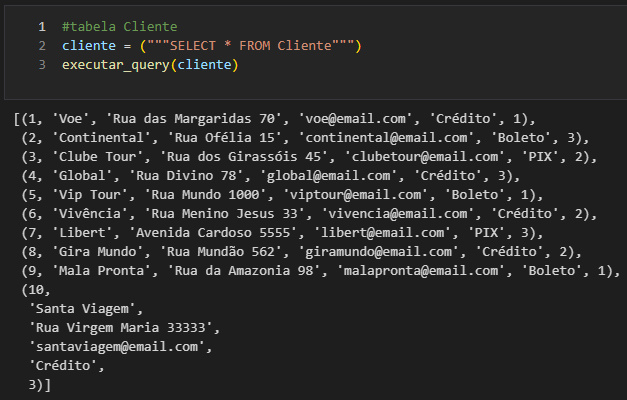 1 #tabela Cliente
2 cliente = ("""SELECT * FROM Cliente""")
3 executar_query(cliente)
[(1, 'Voe', 'Rua das Margaridas 70', 'voe@email.com', 'Crédito', 1),
(2, 'Continental', 'Rua Ofélia 15', 'continental@email.com', 'Boleto', 3),
(3, 'Clube Tour', 'Rua dos Girassóis 45', 'clubetour@email.com', 'PIX', 2),
(4, 'Global', 'Rua Divino 78', 'global@email.com', 'Crédito', 3),
(5, 'Vip Tour', 'Rua Mundo 1000', 'viptour@email.com', 'Boleto', 1),
(6, 'Vivência', 'Rua Menino Jesus 33', 'vivencia@email.com', 'Crédito', 2),
(7, 'Libert', 'Avenida Cardoso 5555', 'libert@email.com', 'PIX', 3),
(8, 'Gira Mundo', 'Rua Mundão 562', 'giramundo@email.com', 'Crédito', 2),
(9, 'Mala Pronta', 'Rua da Amazonia 98', 'malapronta@email.com', 'Boleto', 1),
(10,
'Santa Viagem',
'Rua Virgem Maria 33333',
'santaviagem@email.com',
'Crédito',
3)]